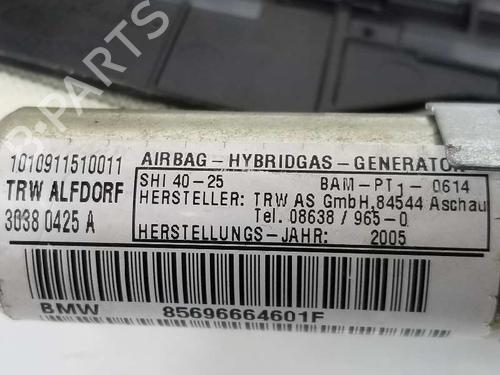 1010911510011
TRW ALFDORF
3038 0425 A
AIRBAG - HYBRIDGAS - GENERATOR
SHI 40-25 BAM-PT1- 0614
HERSTELLER: TRW AS GmbH,84544 Aschau
Tel. 08638 / 965-0
HERSTELLUNGS-JAHR: 2005
BMW 85696664601F
B-PARTS